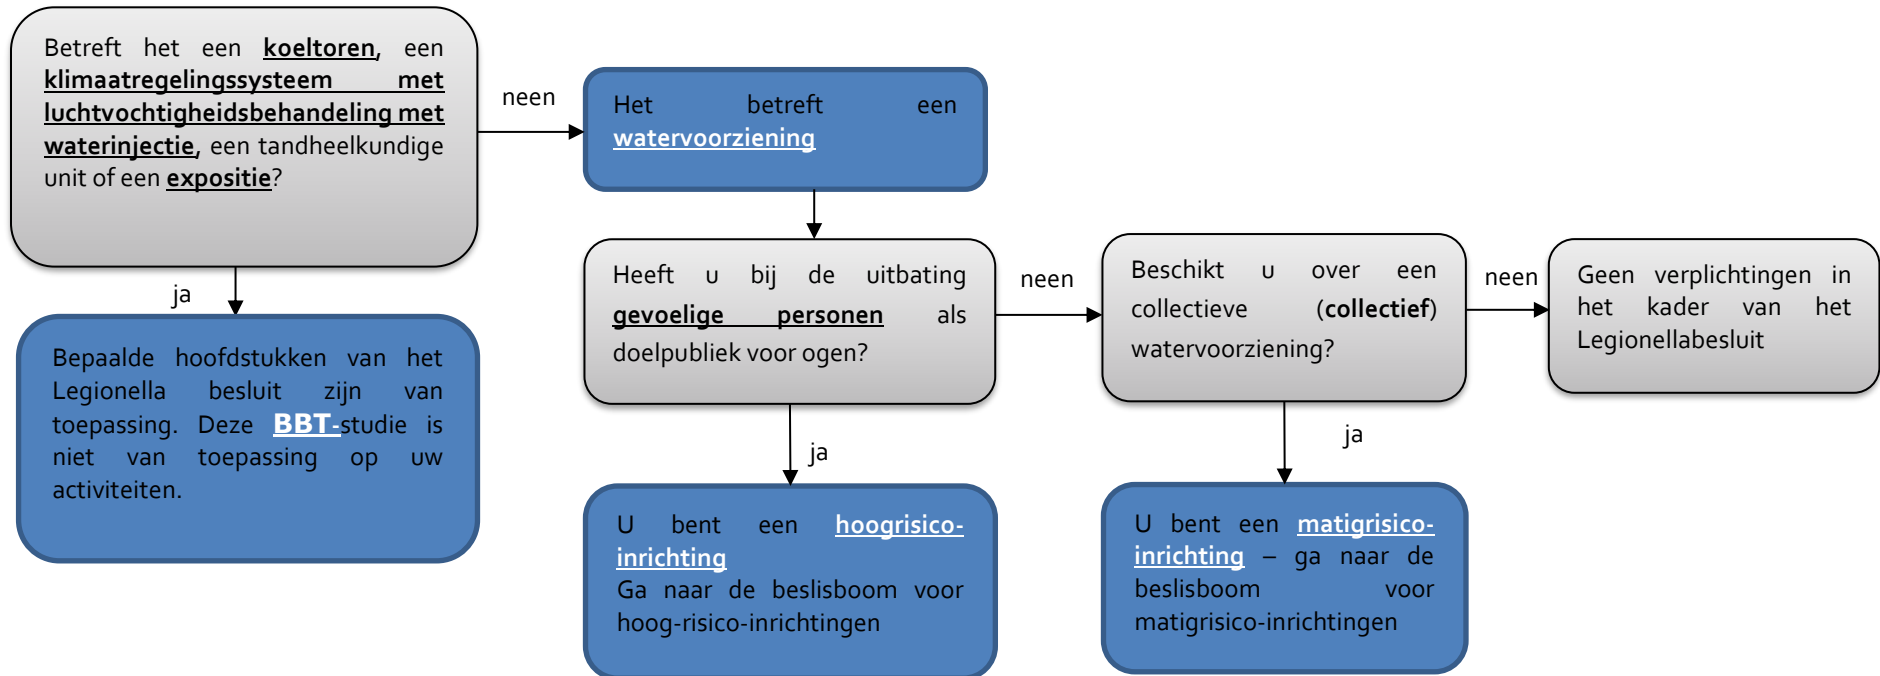 Betreft het een koeltoren, een
klimaatregelingssysteem met
luchtvochtigheidsbehandeling met
waterinjectie, een tandheelkundige
unit of een expositie?
neen
Het betreft een
watervoorziening
ja
Bepaalde hoofdstukken van het
Legionella besluit zijn van
toepassing. Deze BBT-studie is
niet van toepassing op uw
activiteiten.
Heeft u bij de uitbating
gevoelige personen als
doelpubliek voor ogen?
neen
Beschikt u over een
collectieve (collectief)
watervoorziening?
neen
Geen verplichtingen in
het kader van het
Legionellabesluit
ja
U bent een hoogrisico-
inrichting
Ga naar de beslisboom voor
hoog-risico-inrichtingen
ja
U bent een matigrisico-
inrichting – ga naar de
beslisboom voor
matigrisico-inrichtingen